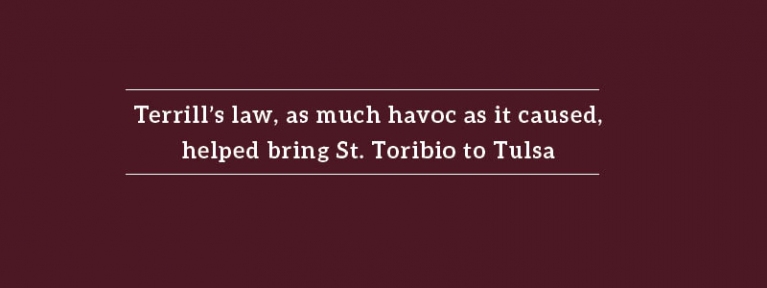 Terrill’s law, as much havoc as it caused,
helped bring St. Toribio to Tulsa